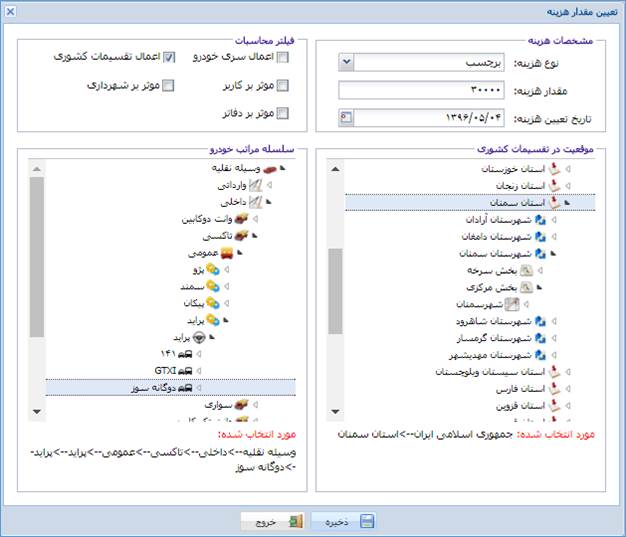 تعیین مقدار هزینه
مشخصات هزینه
نوع هزینه: برچسب
مقدار هزینه: ۳۰۰۰۰
تاریخ تعیین هزینه: ۱۳۹۶/۰۵/۰۴
فیلتر محاسبات
اعمال سری خودرو
اعمال تقسیمات کشوری
موثر بر کاربر
موثر بر شهرداری
موثر بر دفاتر
موقعیت در تقسیمات کشوری
استان خوزستان
استان زنجان
استان سمنان
شهرستان آرادان
شهرستان دامغان
شهرستان سمنان
بخش سرخه
بخش مرکزی
شهرسمنان
شهرستان شاهرود
شهرستان گرمسار
شهرستان مهدیشهر
استان سیستان وبلوچستان
استان فارس
استان قزوین
مورد انتخاب شده: جمهوری اسلامی ایران-->استان سمنان
سلسله مراتب خودرو
وسیله نقلیه
وارداتی
داخلی
وانت دوکابین
تاکسی
عمومی
پژو
سمند
پیکان
پراید
پراید
۱۴۱
GTXI
دوگانه سوز
سواری
مورد انتخاب شده:
وسیله نقلیه-->داخلی-->تاکسی-->عمومی-->پراید-->پراید-
->دوگانه سوز
ذخیره
خروج